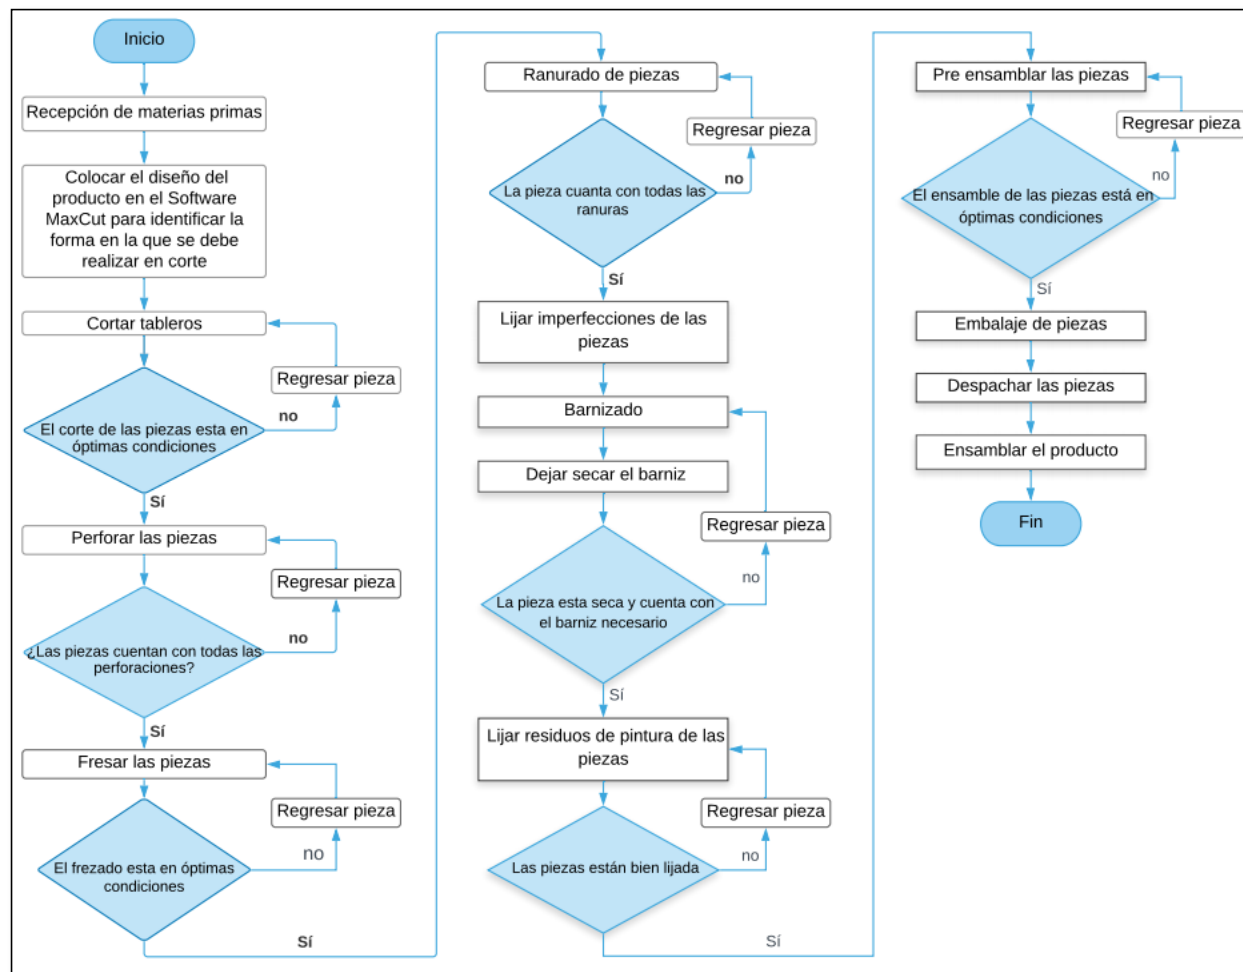 Inicio
Recepción de materias primas
Colocar el diseño del
producto en el Software
MaxCut para identificar la
forma en la que se debe
realizar en corte
Cortar tableros
Regresar pieza
no
El corte de las piezas esta en
óptimas condiciones
Sí
Perforar las piezas
Regresar pieza
no
¿Las piezas cuentan con todas las
perforaciones?
Sí
Fresar las piezas
Regresar pieza
no
El frezado esta en óptimas
condiciones
Sí
Ranurado de piezas
Regresar pieza
no
La pieza cuanta con todas las
ranuras
Sí
Lijar imperfecciones de las
piezas
Barnizado
Dejar secar el barniz
Regresar pieza
no
La pieza esta seca y cuenta con
el barniz necesario
Sí
Lijar residuos de pintura de las
piezas
Regresar pieza
no
Las piezas están bien lijada
Sí
Pre ensamblar las piezas
Regresar pieza
no
El ensamble de las piezas está en
óptimas condiciones
Sí
Embalaje de piezas
Despachar las piezas
Ensamblar el producto
Fin